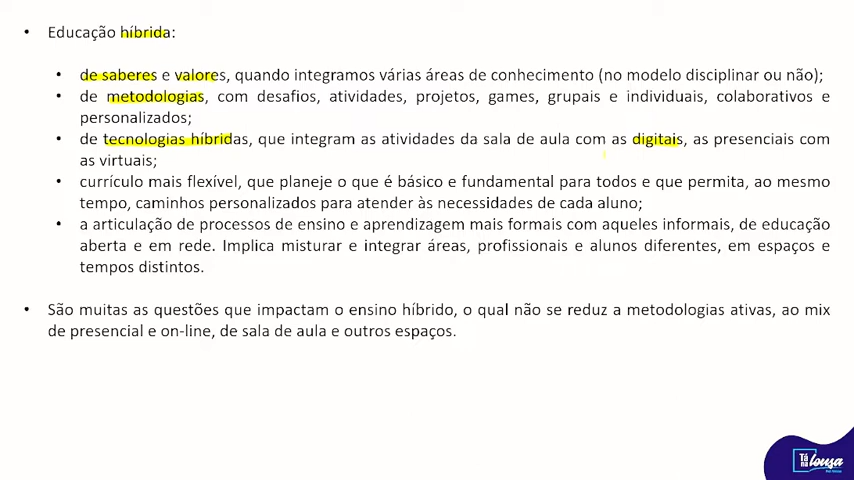 • Educação híbrida:
• de saberes e valores, quando integramos várias áreas de conhecimento (no modelo disciplinar ou não);
• de metodologias, com desafios, atividades, projetos, games, grupais e individuais, colaborativos e
personalizados;
• de tecnologias híbridas, que integram as atividades da sala de aula com as digitais, as presenciais com
as virtuais;
• currículo mais flexível, que planeje o que é básico e fundamental para todos e que permita, ao mesmo
tempo, caminhos personalizados para atender às necessidades de cada aluno;
• a articulação de processos de ensino e aprendizagem mais formais com aqueles informais, de educação
aberta e em rede. Implica misturar e integrar áreas, profissionais e alunos diferentes, em espaços e
tempos distintos.
• São muitas as questões que impactam o ensino híbrido, o qual não se reduz a metodologias ativas, ao mix
de presencial e on-line, de sala de aula e outros espaços.
Tá
na lousa